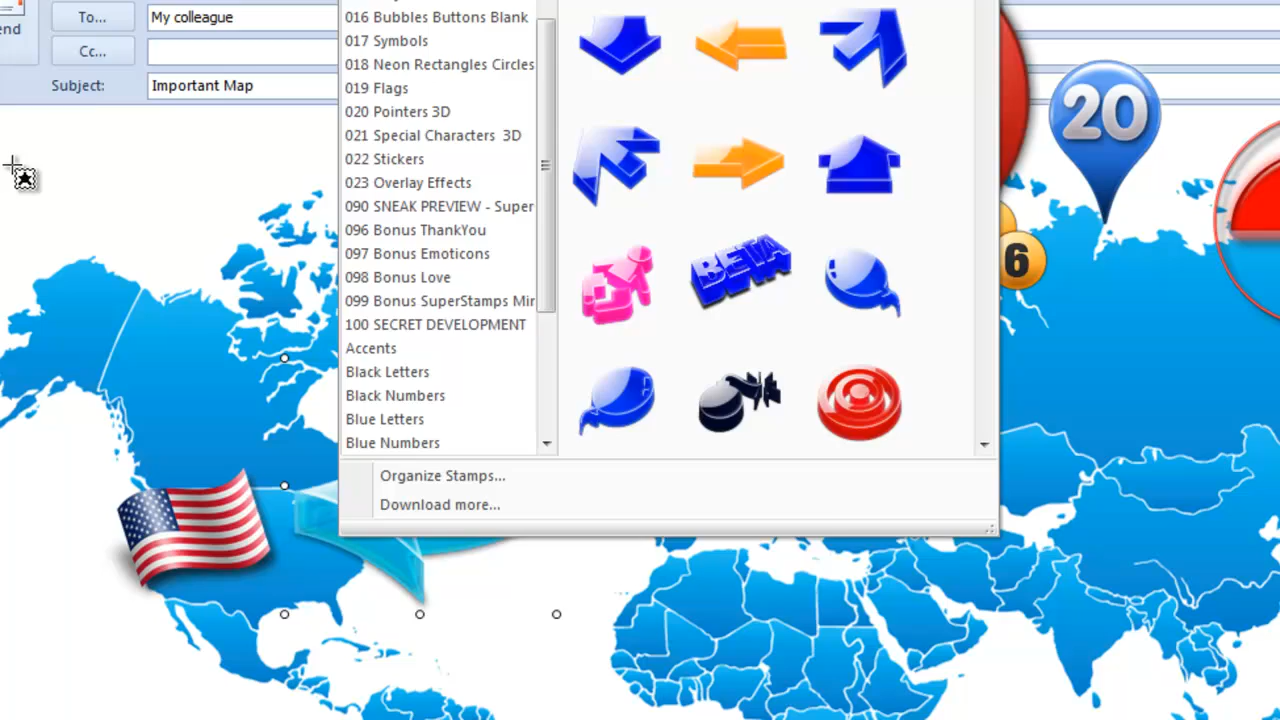 end
To...
My colleague
Cc...
Subject:
Important Map
016 Bubbles Buttons Blank
017 Symbols
018 Neon Rectangles Circles
019 Flags
020 Pointers 3D
021 Special Characters 3D
022 Stickers
023 Overlay Effects
090 SNEAK PREVIEW - Super
096 Bonus ThankYou
097 Bonus Emoticons
098 Bonus Love
099 Bonus SuperStamps Mir
100 SECRET DEVELOPMENT
Accents
Black Letters
Black Numbers
Blue Letters
Blue Numbers
BETA
Organize Stamps...
Download more...
20
6